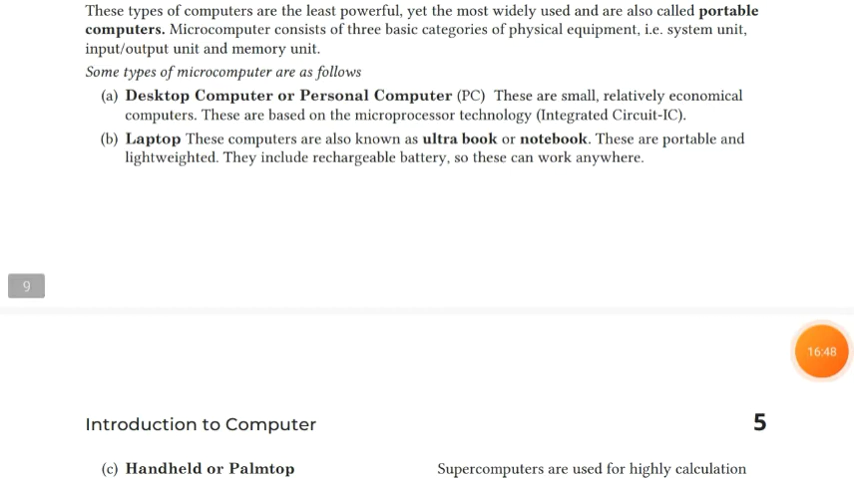 These types of computers are the least powerful, yet the most widely used and are also called portable
computers. Microcomputer consists of three basic categories of physical equipment, i.e. system unit,
input/output unit and memory unit.
Some types of microcomputer are as follows
(a) Desktop Computer or Personal Computer (PC) These are small, relatively economical
computers. These are based on the microprocessor technology (Integrated Circuit-IC).
(b) Laptop These computers are also known as ultra book or notebook. These are portable and
lightweighted. They include rechargeable battery, so these can work anywhere.
9
16:48
Introduction to Computer 5
(c) Handheld or Palmtop
Supercomputers are used for highly calculation